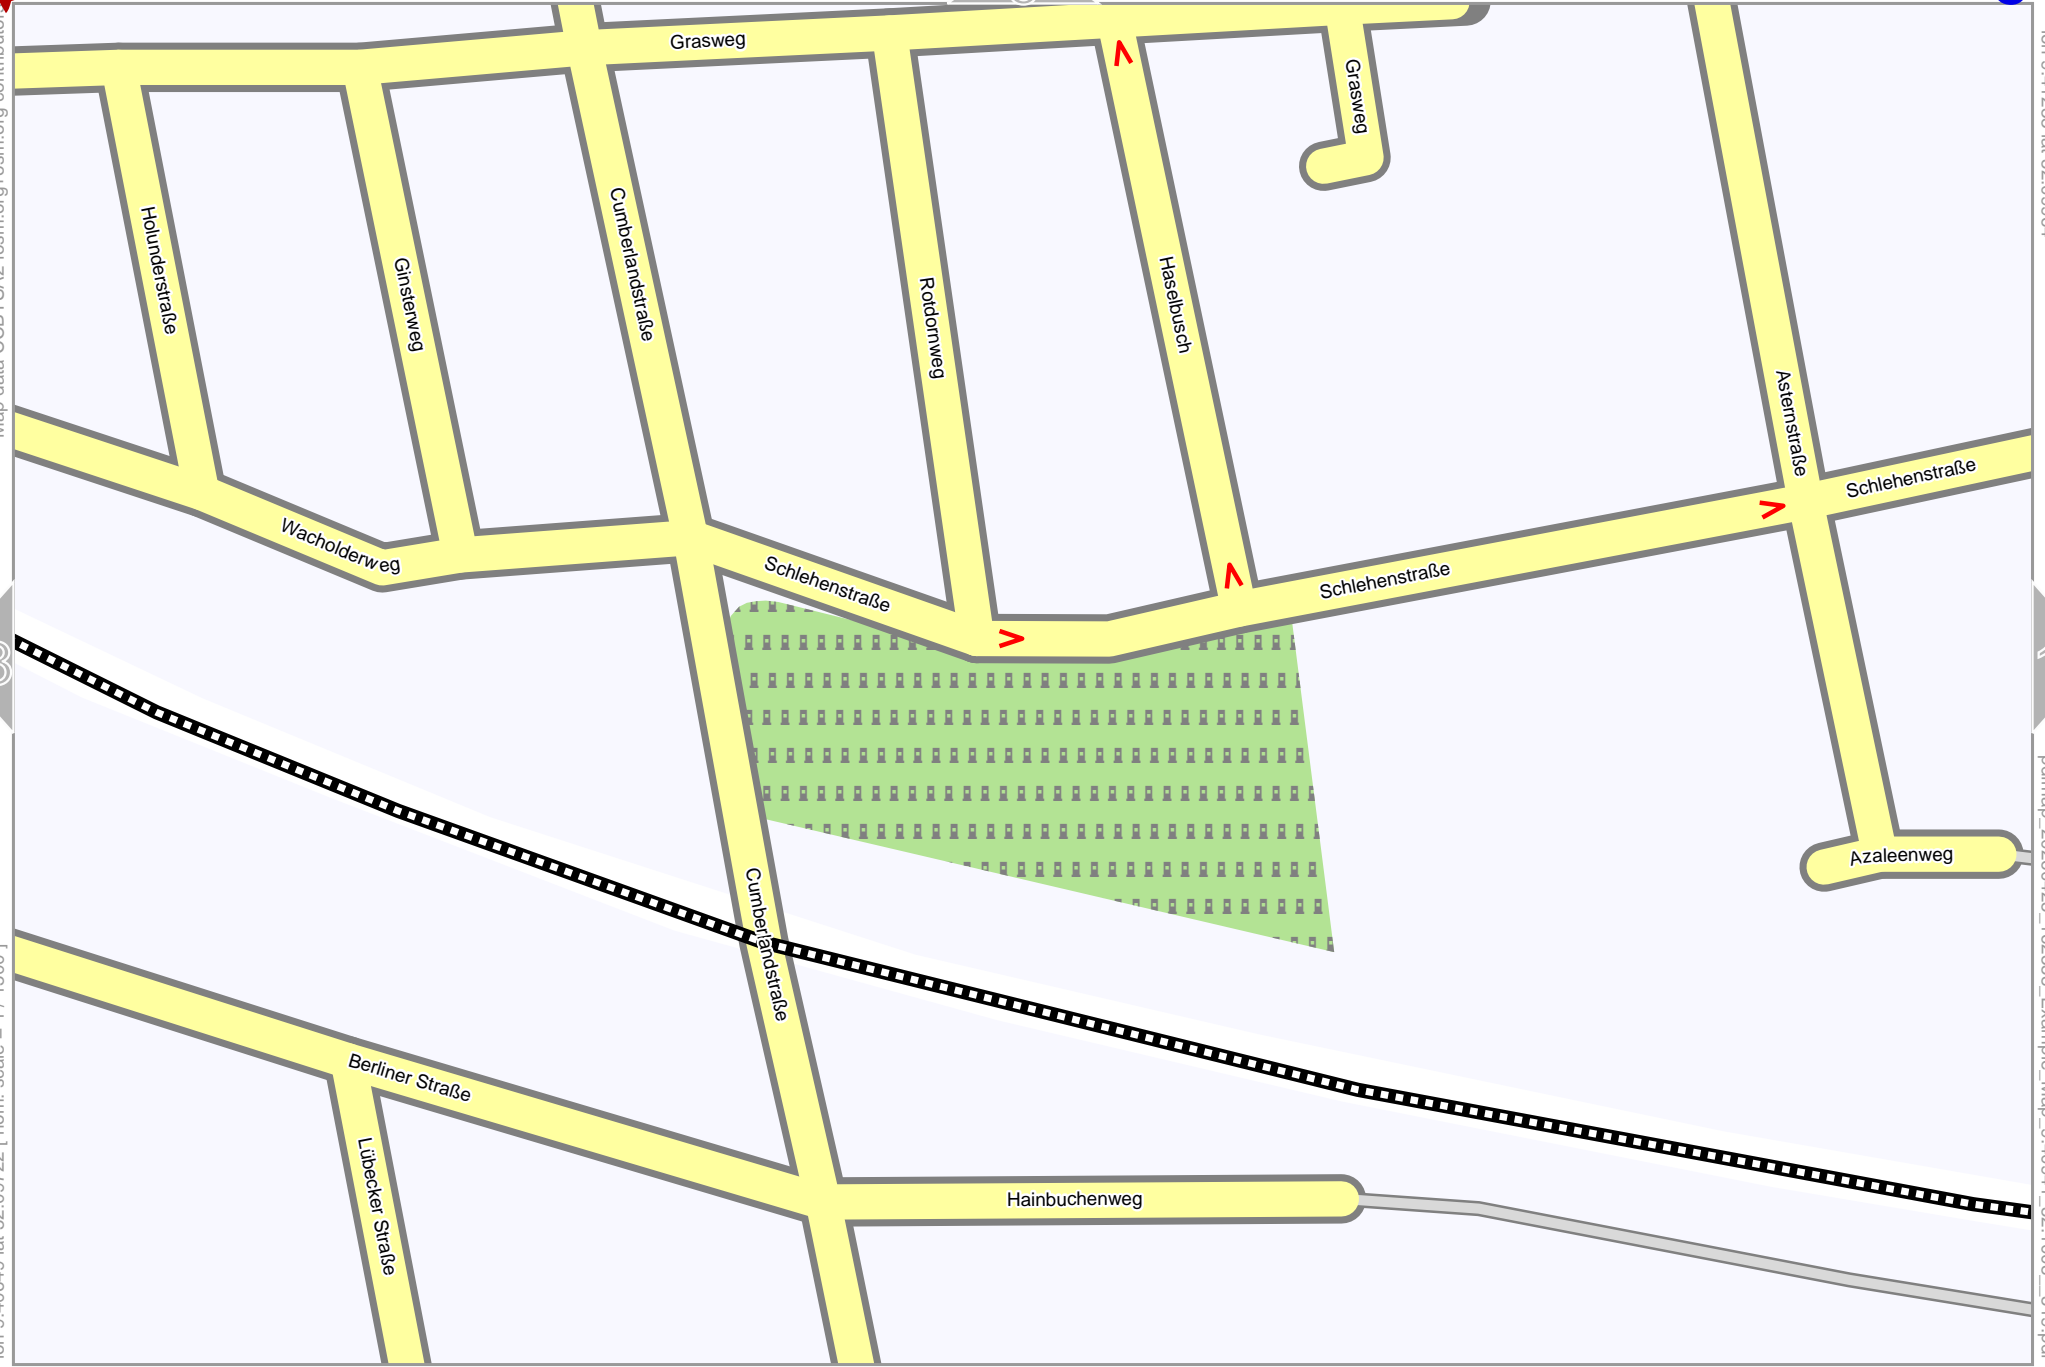 Grasweg
Grasweg
Holunderstraße
Ginsterweg
Cumberlandstraße
Rotdornweg
Haselbusch
Asternstraße
Schlehenstraße
Wacholderweg
Schlehenstraße
Schlehenstraße
Azaleenweg
Cumberlandstraße
Berliner Straße
Lübecker Straße
Hainbuchenweg